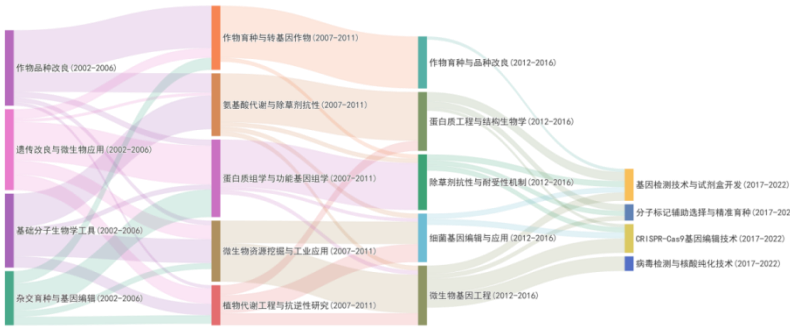 作物品种改良(2002-2006)
遗传改良与微生物应用(2002-2006)
基础分子生物学工具(2002-2006)
杂交育种与基因编辑(2002-2006)
作物育种与转基因作物(2007-2011)
氨基酸代谢与除草剂抗性(2007-2011)
蛋白质组学与功能基因组学(2007-2011)
微生物资源挖掘与工业应用(2007-2011)
植物代谢工程与抗逆性研究(2007-2011)
作物育种与品种改良(2012-2016)
蛋白质工程与结构生物学(2012-2016)
除草剂抗性与耐受性机制(2012-2016)
细菌基因编辑与应用(2012-2016)
微生物基因工程(2012-2016)
基因检测技术与试剂盒开发(2017-2022)
分子标记辅助选择与精准育种(2017-202
CRISPR-Cas9基因编辑技术(2017-2022)
病毒检测与核酸纯化技术(2017-2022)